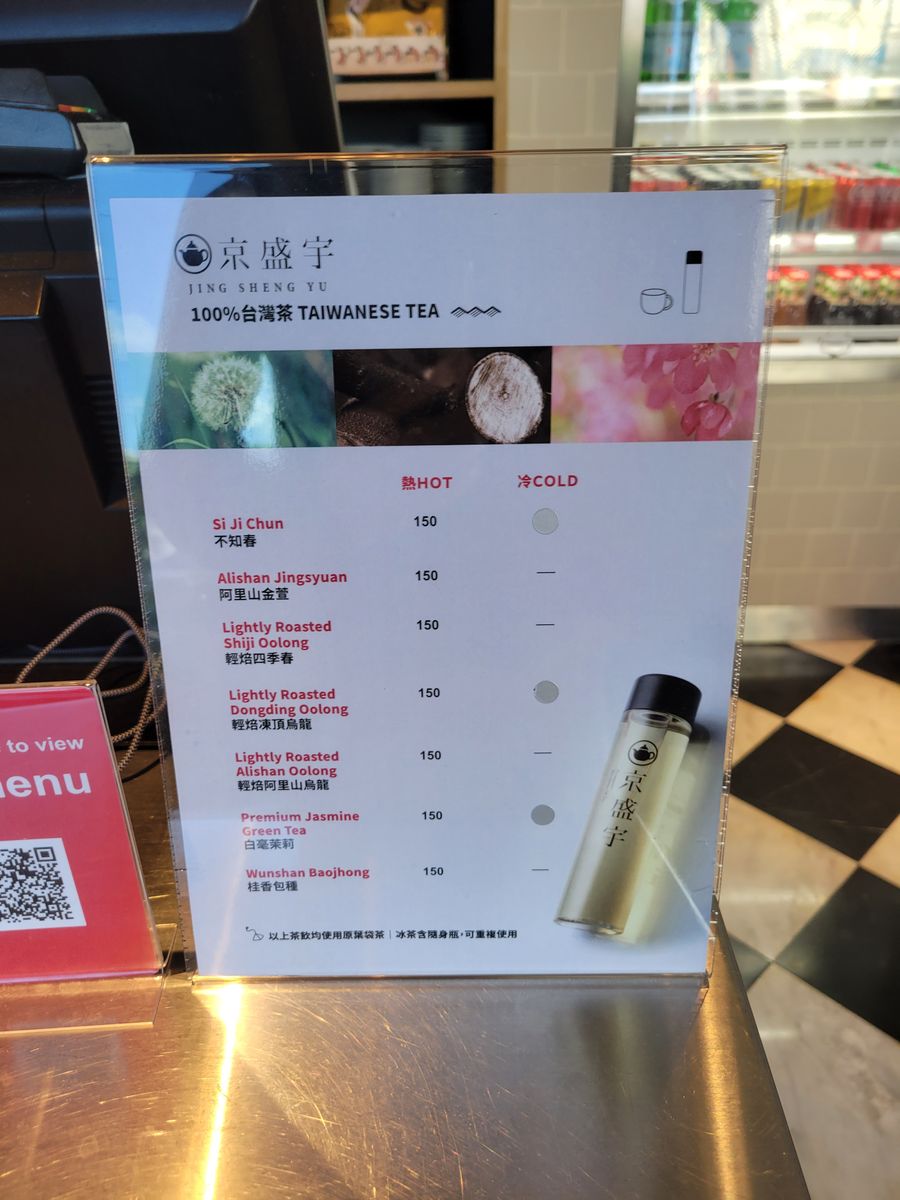 京盛宇
JING SHENG YU
100%台灣茶 TAIWANESE TEA
熱HOT 冷COLD
Si Ji Chun 150
不知春
Alishan Jingsyuan 150 —
阿里山金萱
Lightly Roasted
Shiji Oolong 150 —
輕焙四季春
Lightly Roasted
Dongding Oolong 150
輕焙凍頂烏龍
Lightly Roasted
Alishan Oolong 150 —
輕焙阿里山烏龍
Premium Jasmine
Green Tea 150
白毫茉莉
Wunshan Baojhong 150 —
桂香包種
以上茶飲均使用原葉袋茶｜冰茶含隨身瓶,可重複使用
京盛宇
to view
enu